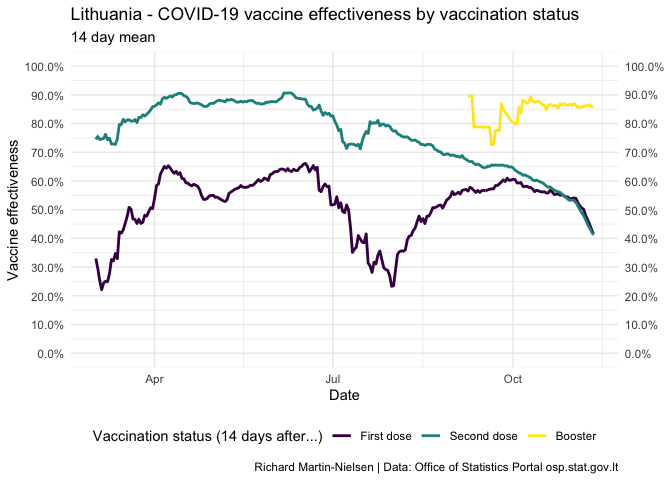 Lithuania - COVID-19 vaccine effectiveness by vaccination status
14 day mean
100.0% 100.0%
90.0% 90.0%
80.0% 80.0%
70.0% 70.0%
60.0% 60.0%
50.0% 50.0%
40.0% 40.0%
30.0% 30.0%
20.0% 20.0%
10.0% 10.0%
0.0% 0.0%
Vaccine effectiveness
Apr Jul Oct
Date
Vaccination status (14 days after...) First dose Second dose Booster
Richard Martin-Nielsen | Data: Office of Statistics Portal osp.stat.gov.lt